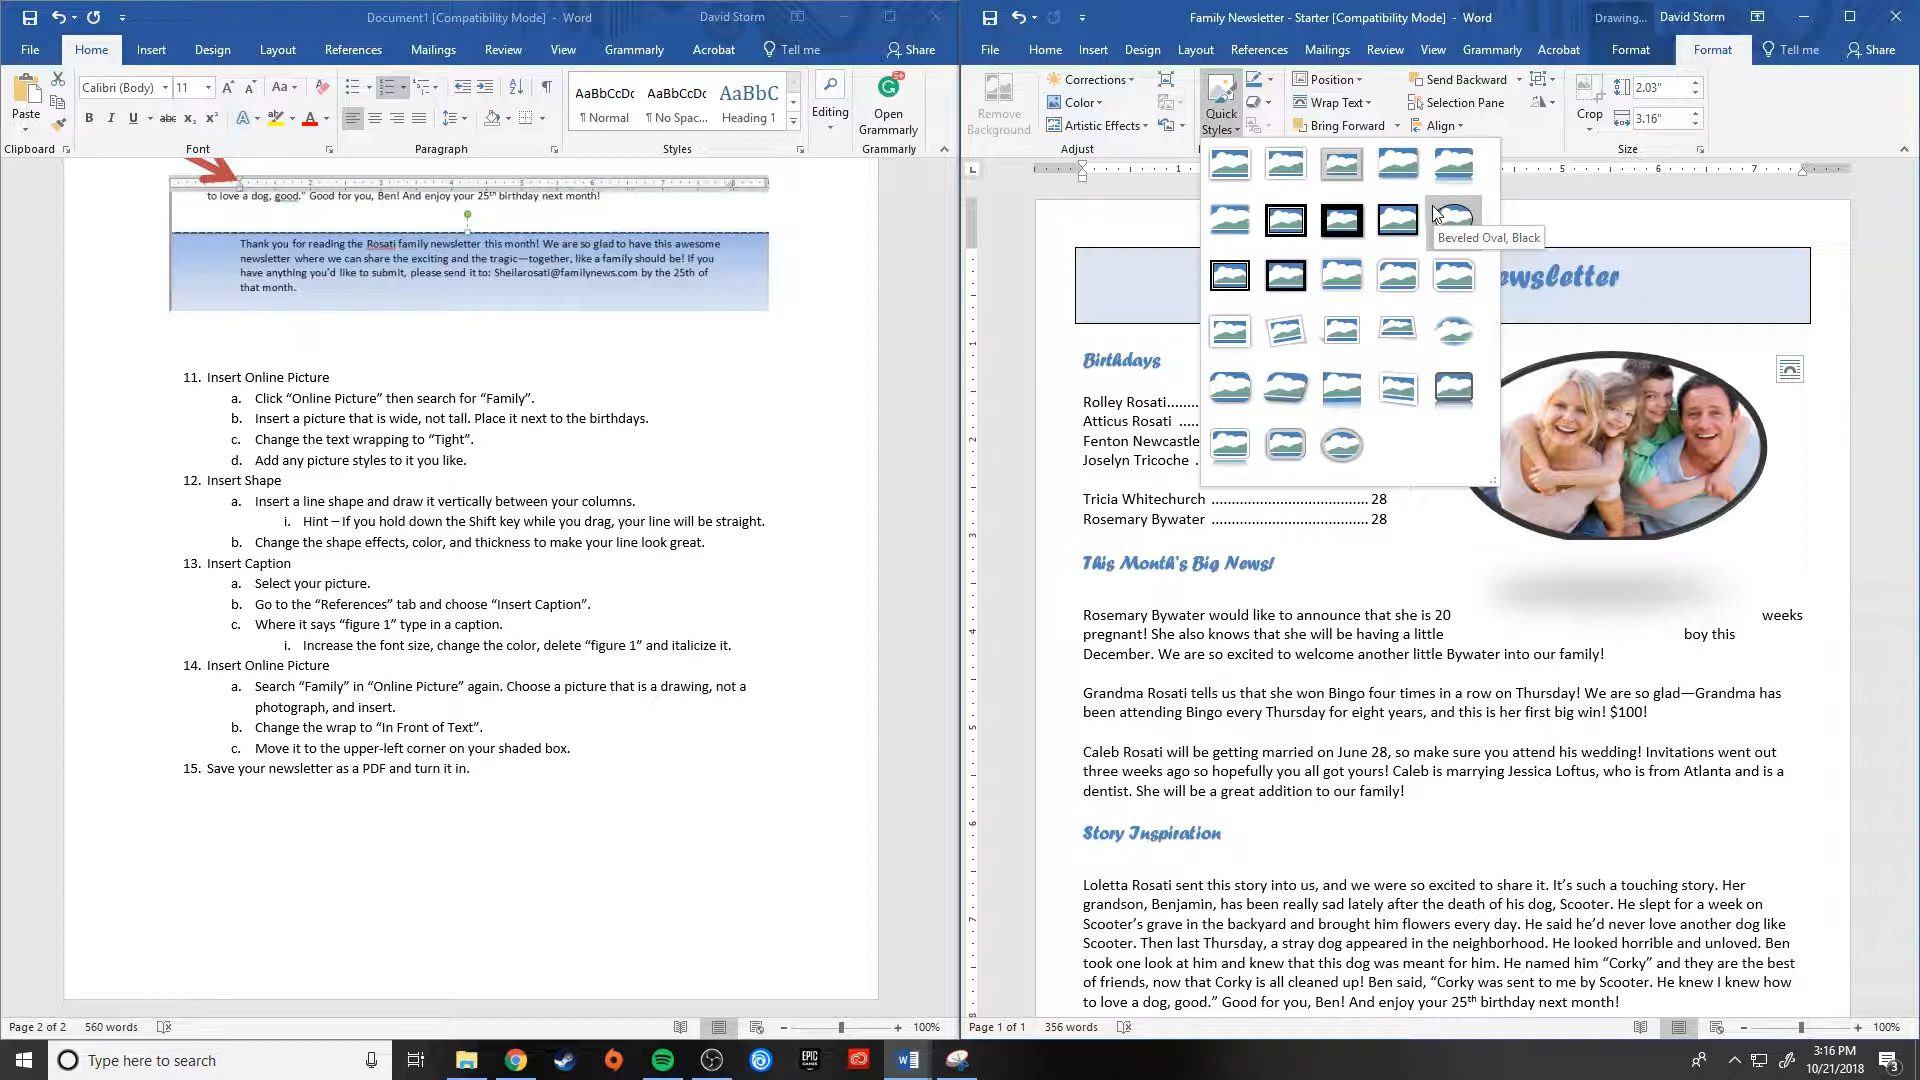 Document1 [Compatibility Mode] - Word
David Storm
File Home Insert Design Layout References Mailings Review View Grammarly Acrobat Tell me Share
Paste
Clipboard
Calibri (Body) 11
Aa
B I U abc X₂ X²
A A
Font
Paragraph
AaBbCcDc AaBbCcDc AaBbC
¶ Normal ¶ No Spac... Heading 1
Styles
Editing
Open
Grammarly
Grammarly
to love a dog, good.” Good for you, Ben! And enjoy your 25th birthday next month!
Thank you for reading the Rosati family newsletter this month! We are so glad to have this awesome
newsletter where we can share the exciting and the tragic—together, like a family should be! If you
have anything you’d like to submit, please send it to: Sheilarosati@familynews.com by the 25th of
that month.
11. Insert Online Picture
a. Click “Online Picture” then search for “Family”.
b. Insert a picture that is wide, not tall. Place it next to the birthdays.
c. Change the text wrapping to “Tight”.
d. Add any picture styles to it you like.
12. Insert Shape
a. Insert a line shape and draw it vertically between your columns.
i. Hint – If you hold down the Shift key while you drag, your line will be straight.
b. Change the shape effects, color, and thickness to make your line look great.
13. Insert Caption
a. Select your picture.
b. Go to the “References” tab and choose “Insert Caption”.
c. Where it says “figure 1” type in a caption.
i. Increase the font size, change the color, delete “figure 1” and italicize it.
14. Insert Online Picture
a. Search “Family” in “Online Picture” again. Choose a picture that is a drawing, not a
photograph, and insert.
b. Change the wrap to “In Front of Text”.
c. Move it to the upper-left corner on your shaded box.
15. Save your newsletter as a PDF and turn it in.
Page 2 of 2 560 words
100%
Family Newsletter - Starter [Compatibility Mode] - Word
Drawing...
David Storm
File Home Insert Design Layout References Mailings Review View Grammarly Acrobat Format Format Tell me Share
Remove
Background
Corrections
Color
Artistic Effects
Adjust
Quick
Styles
Position
Wrap Text
Bring Forward
Send Backward
Selection Pane
Align
Crop
2.03"
3.16"
Size
Beveled Oval, Black
ewsletter
Birthdays
Rolley Rosati.......
Atticus Rosati .....
Fenton Newcastle
Joselyn Tricoche .
Tricia Whitechurch ....................................... 28
Rosemary Bywater ....................................... 28
This Month's Big News!
Rosemary Bywater would like to announce that she is 20 weeks
pregnant! She also knows that she will be having a little boy this
December. We are so excited to welcome another little Bywater into our family!
Grandma Rosati tells us that she won Bingo four times in a row on Thursday! We are so glad—Grandma has
been attending Bingo every Thursday for eight years, and this is her first big win! $100!
Caleb Rosati will be getting married on June 28, so make sure you attend his wedding! Invitations went out
three weeks ago so hopefully you all got yours! Caleb is marrying Jessica Loftus, who is from Atlanta and is a
dentist. She will be a great addition to our family!
Story Inspiration
Loletta Rosati sent this story into us, and we were so excited to share it. It’s such a touching story. Her
grandson, Benjamin, has been really sad lately after the death of his dog, Scooter. He slept for a week on
Scooter’s grave in the backyard and brought him flowers every day. He said he’d never love another dog like
Scooter. Then last Thursday, a stray dog appeared in the neighborhood. He looked horrible and unloved. Ben
took one look at him and knew that this dog was meant for him. He named him “Corky” and they are the best
of friends, now that Corky is all cleaned up! Ben said, “Corky was sent to me by Scooter. He knew I knew how
to love a dog, good.” Good for you, Ben! And enjoy your 25th birthday next month!
Page 1 of 1 356 words
100%
Type here to search
EPIC
GAMES
3:16 PM
10/21/2018
3